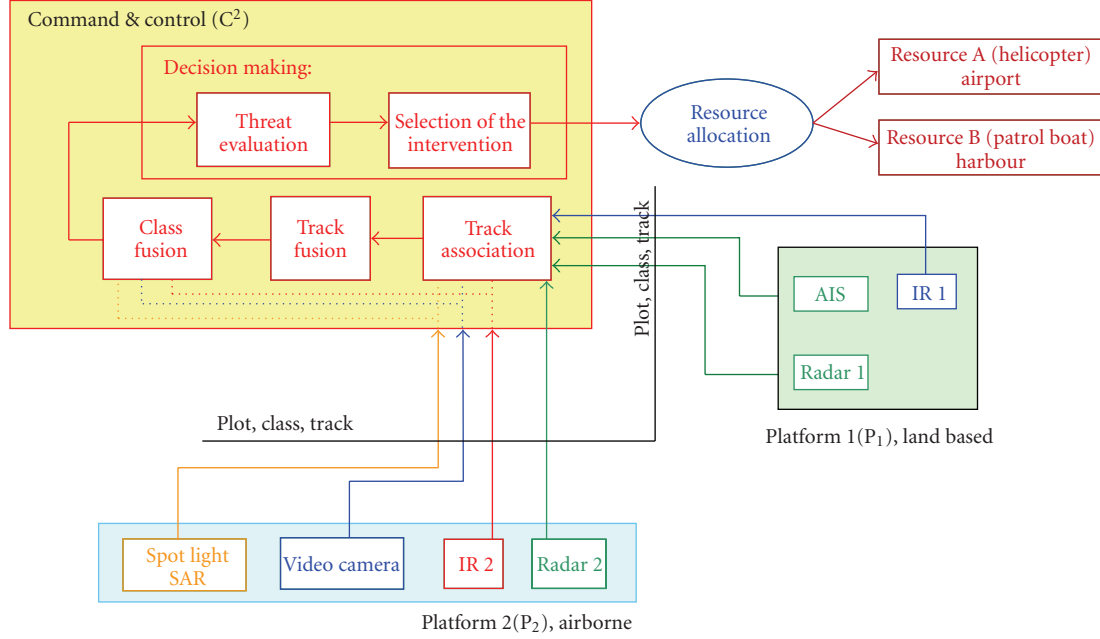 Command & control (C²)
Decision making:
Threat
evaluation
Selection of the
intervention
Resource
allocation
Resource A (helicopter)
airport
Resource B (patrol boat)
harbour
Class
fusion
Track
fusion
Track
association
Plot, class, track
AIS
IR 1
Radar 1
Platform 1(P₁), land based
Plot, class, track
Spot light
SAR
Video camera
IR 2
Radar 2
Platform 2(P₂), airborne